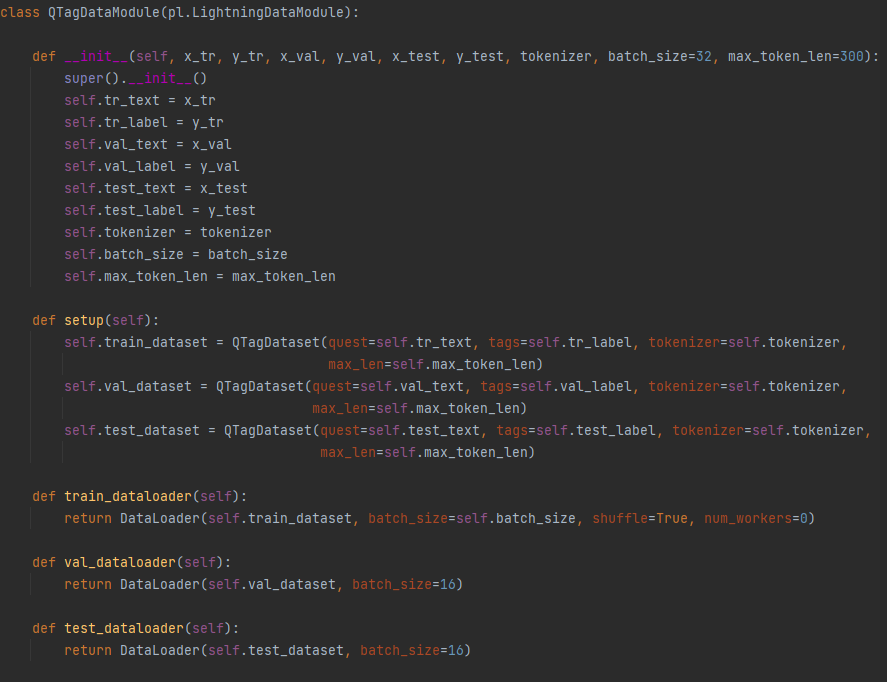 class QTagDataModule(pl.LightningDataModule):

    def __init__(self, x_tr, y_tr, x_val, y_val, x_test, y_test, tokenizer, batch_size=32, max_token_len=300):
        super().__init__()
        self.tr_text = x_tr
        self.tr_label = y_tr
        self.val_text = x_val
        self.val_label = y_val
        self.test_text = x_test
        self.test_label = y_test
        self.tokenizer = tokenizer
        self.batch_size = batch_size
        self.max_token_len = max_token_len

    def setup(self):
        self.train_dataset = QTagDataset(quest=self.tr_text, tags=self.tr_label, tokenizer=self.tokenizer,
                                         max_len=self.max_token_len)
        self.val_dataset = QTagDataset(quest=self.val_text, tags=self.val_label, tokenizer=self.tokenizer,
                                       max_len=self.max_token_len)
        self.test_dataset = QTagDataset(quest=self.test_text, tags=self.test_label, tokenizer=self.tokenizer,
                                        max_len=self.max_token_len)

    def train_dataloader(self):
        return DataLoader(self.train_dataset, batch_size=self.batch_size, shuffle=True, num_workers=0)

    def val_dataloader(self):
        return DataLoader(self.val_dataset, batch_size=16)

    def test_dataloader(self):
        return DataLoader(self.test_dataset, batch_size=16)